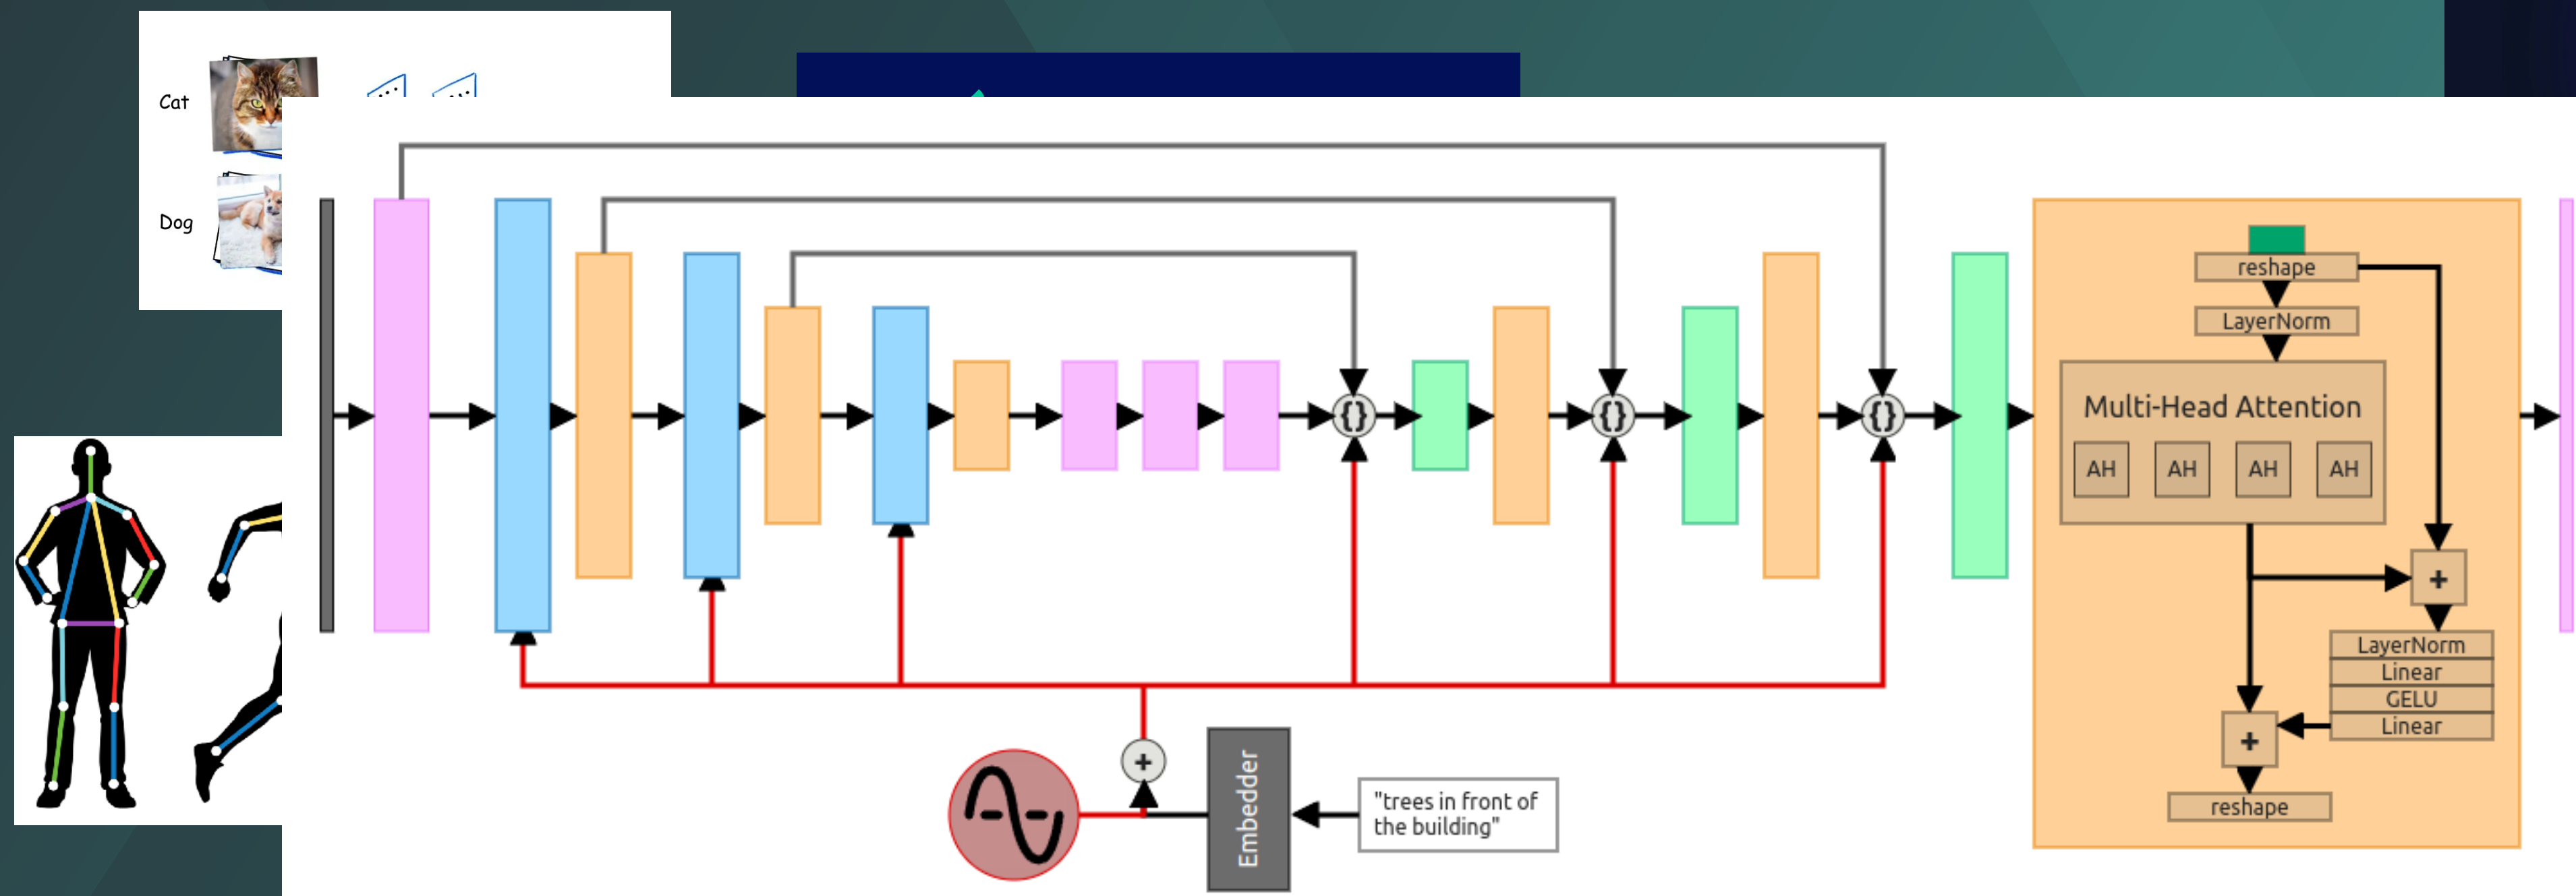 Cat
Dog
reshape
LayerNorm
Multi-Head Attention
AH AH AH AH
{} {} {}
+
LayerNorm
Linear
GELU
Linear
+
reshape
+
Embedder
"trees in front of
the building"